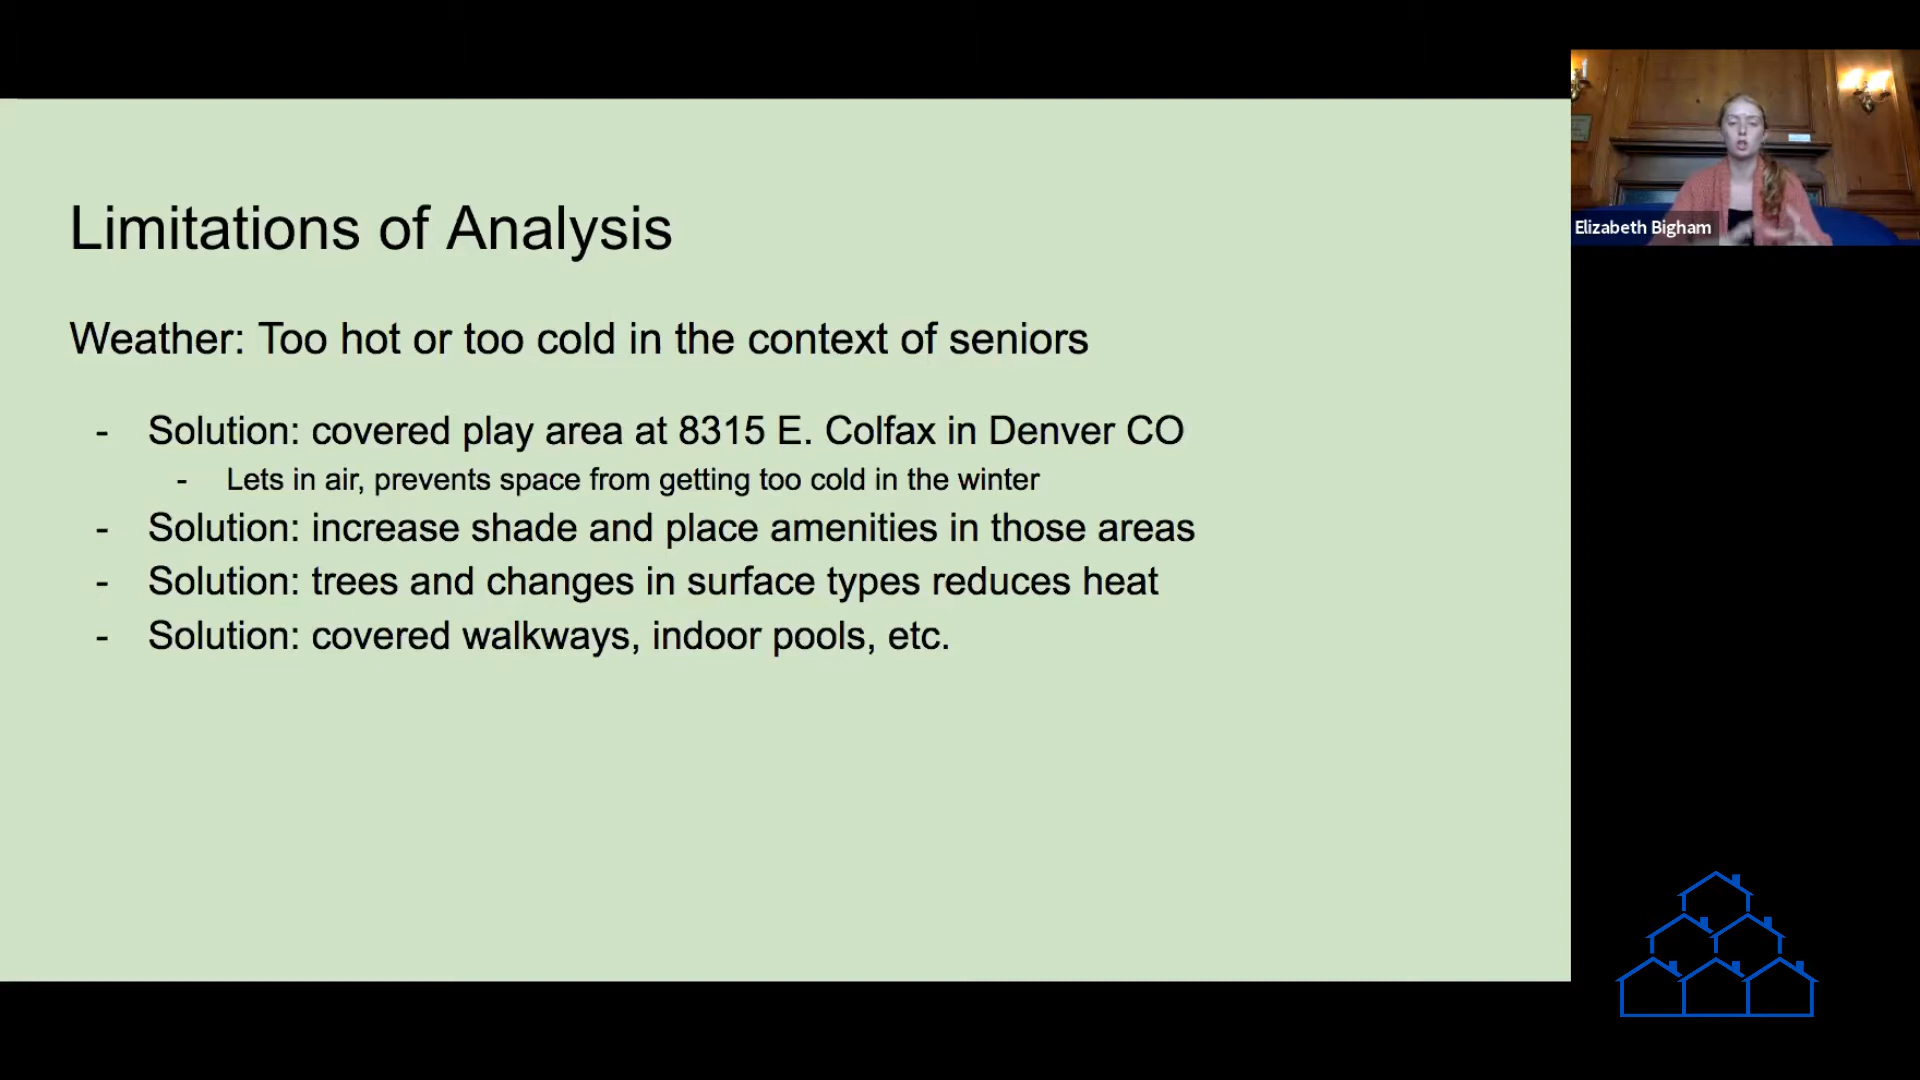 Limitations of Analysis
Weather: Too hot or too cold in the context of seniors
- Solution: covered play area at 8315 E. Colfax in Denver CO
- Lets in air, prevents space from getting too cold in the winter
- Solution: increase shade and place amenities in those areas
- Solution: trees and changes in surface types reduces heat
- Solution: covered walkways, indoor pools, etc.
Elizabeth Bigham